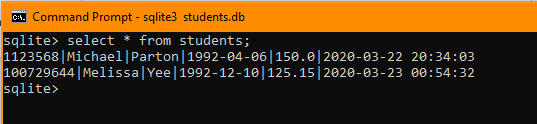 Command Prompt - sqlite3 students.db
sqlite> select * from students;
1123568|Michael|Parton|1992-04-06|150.0|2020-03-22 20:34:03
100729644|Melissa|Yee|1992-12-10|125.15|2020-03-23 00:54:32
sqlite>